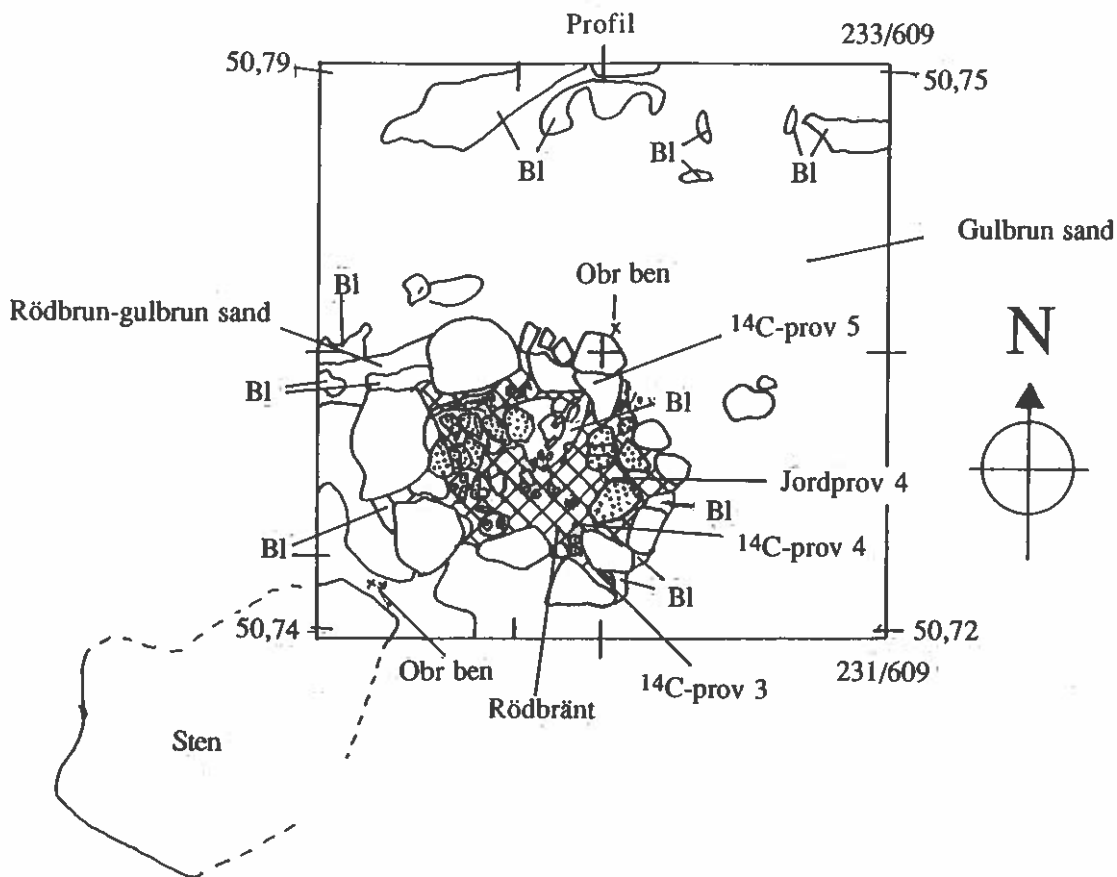 Profil
233/609
50,79
50,75
Bl
Bl
Bl
Gulbrun sand
Bl
Obr ben
Rödbrun-gulbrun sand
14C-prov 5
N
Bl
Bl
Jordprov 4
Bl
14C-prov 4
Bl
Bl
50,74
50,72
Obr ben
14C-prov 3
231/609
Rödbränt
Sten